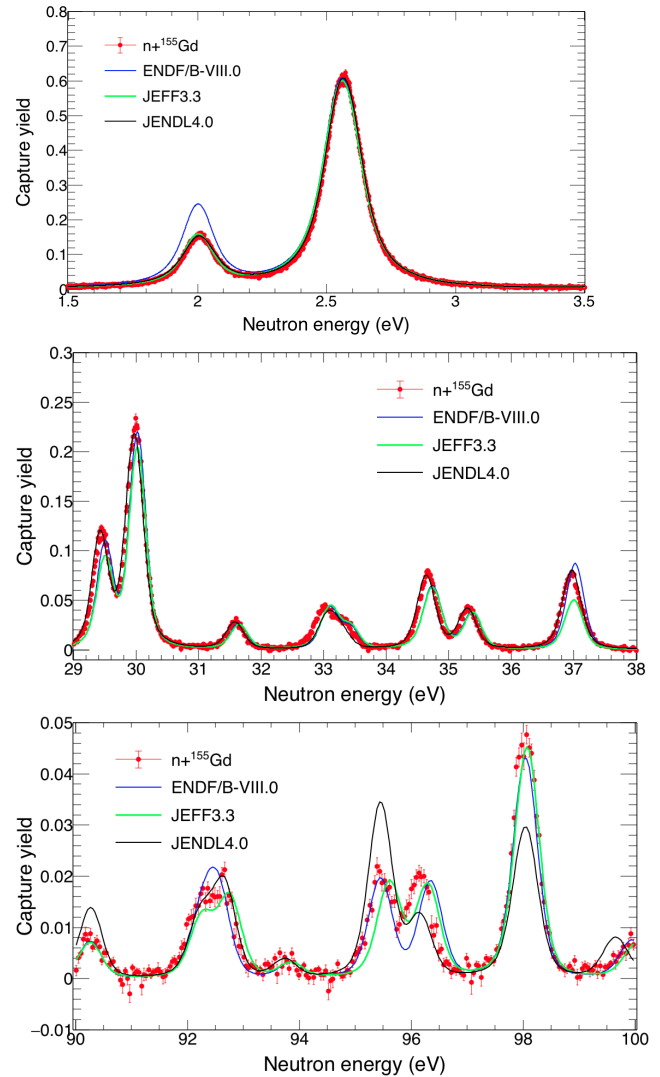 0.8
n+155Gd
0.7
ENDF/B-VIII.0
0.6
JEFF3.3
0.5
JENDL4.0
0.4
0.3
0.2
0.1
0
1.5 2 2.5 3 3.5
Capture yield
Neutron energy (eV)
0.3
n+155Gd
0.25
ENDF/B-VIII.0
JEFF3.3
0.2
JENDL4.0
0.15
0.1
0.05
0
29 30 31 32 33 34 35 36 37 38
Capture yield
Neutron energy (eV)
0.05
n+155Gd
ENDF/B-VIII.0
0.04
JEFF3.3
JENDL4.0
0.03
0.02
0.01
0
−0.01
90 92 94 96 98 100
Capture yield
Neutron energy (eV)